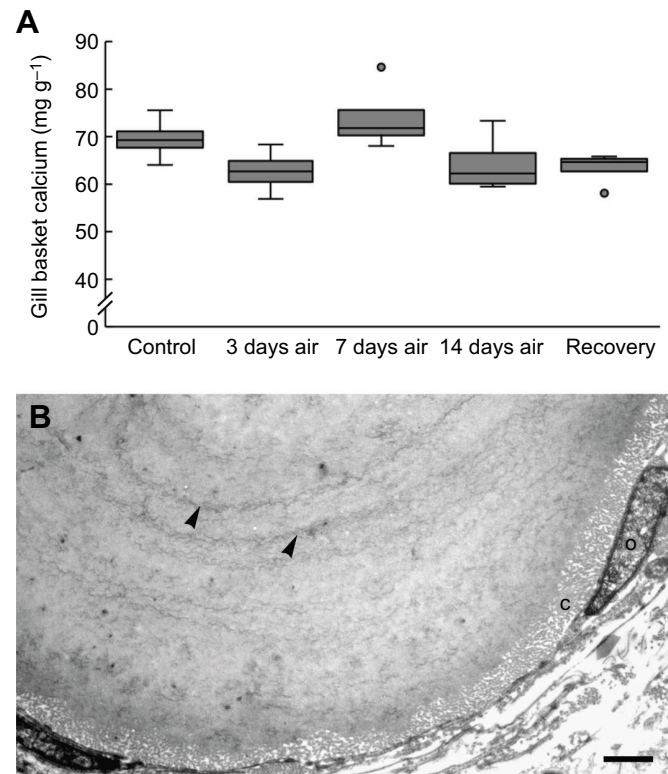 A
Gill basket calcium (mg g⁻¹)
90
80
70
60
50
40
0
Control
3 days air
7 days air
14 days air
Recovery
B
o
c